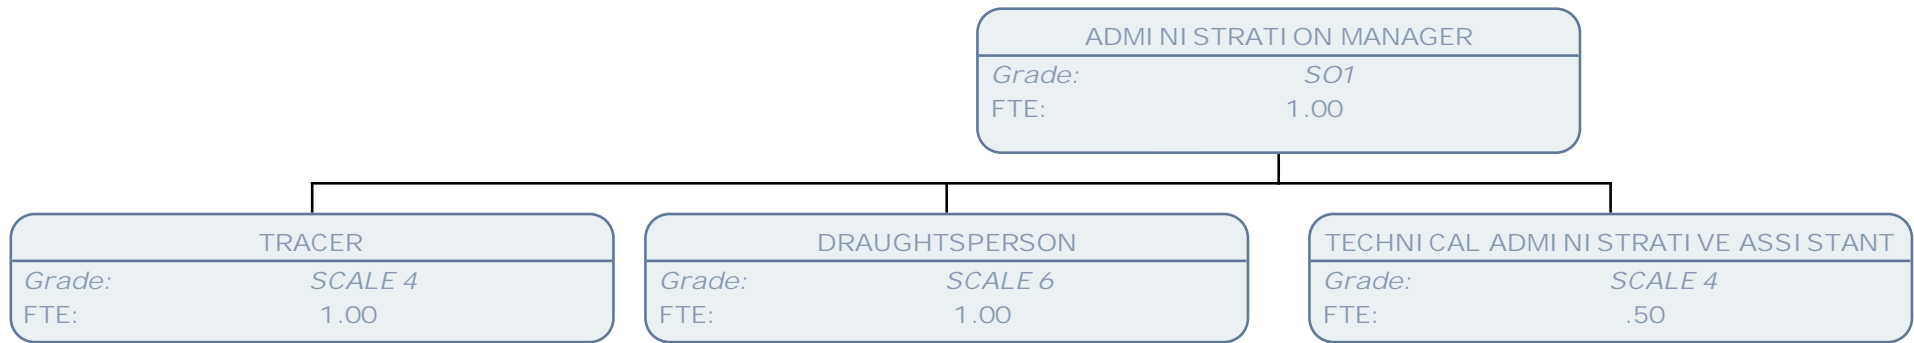 ADMINISTRATION MANAGER
Grade: SO1
FTE: 1.00
TRACER
Grade: SCALE 4
FTE: 1.00
DRAUGHTSPERSON
Grade: SCALE 6
FTE: 1.00
TECHNICAL ADMINISTRATIVE ASSISTANT
Grade: SCALE 4
FTE: .50